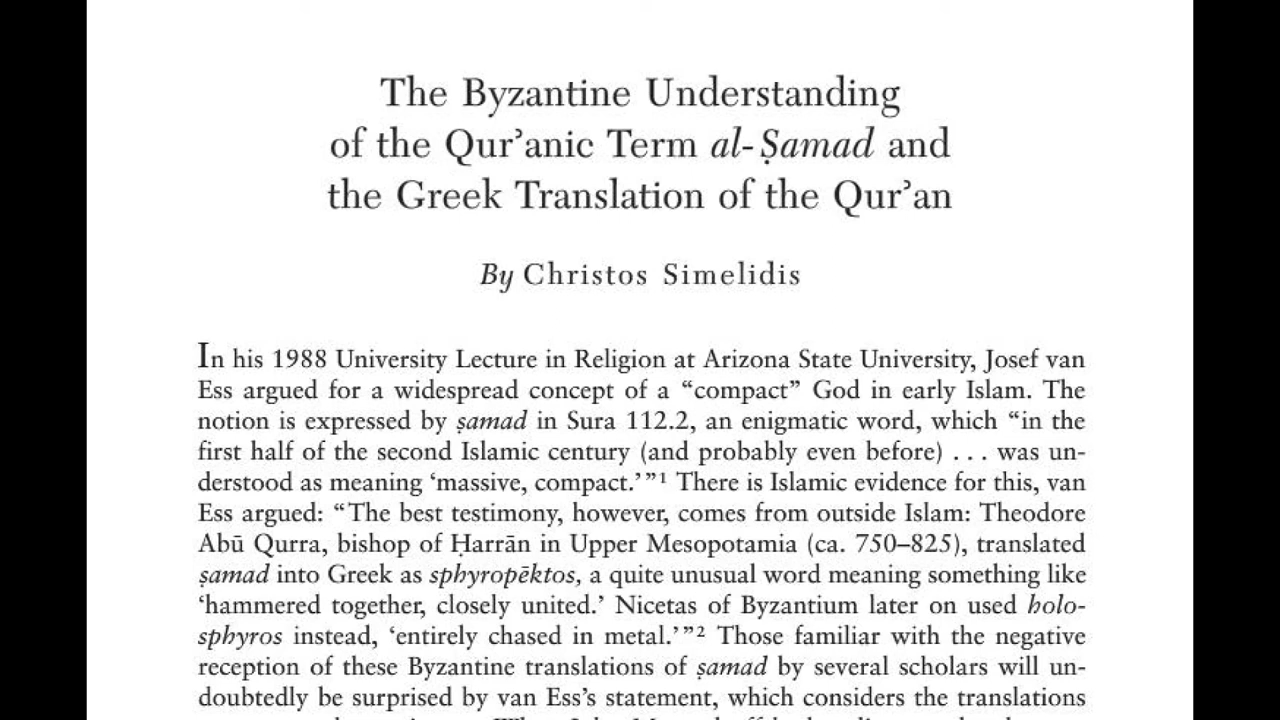 The Byzantine Understanding
of the Qurʾanic Term al-Ṣamad and
the Greek Translation of the Qurʾan
By Christos Simelidis
In his 1988 University Lecture in Religion at Arizona State University, Josef van
Ess argued for a widespread concept of a “compact” God in early Islam. The
notion is expressed by ṣamad in Sura 112.2, an enigmatic word, which “in the
first half of the second Islamic century (and probably even before) . . . was un-
derstood as meaning ‘massive, compact.’”¹ There is Islamic evidence for this, van
Ess argued: “The best testimony, however, comes from outside Islam: Theodore
Abū Qurra, bishop of Ḥarrān in Upper Mesopotamia (ca. 750–825), translated
ṣamad into Greek as sphyropēktos, a quite unusual word meaning something like
‘hammered together, closely united.’ Nicetas of Byzantium later on used holo-
sphyros instead, ‘entirely chased in metal.’”² Those familiar with the negative
reception of these Byzantine translations of ṣamad by several scholars will un-
doubtedly be surprised by van Ess’s statement, which considers the translations